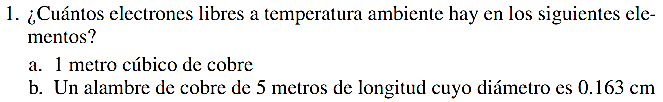 1. ¿Cuántos electrones libres a temperatura ambiente hay en los siguientes ele-
mentos?
a. 1 metro cúbico de cobre
b. Un alambre de cobre de 5 metros de longitud cuyo diámetro es 0.163 cm